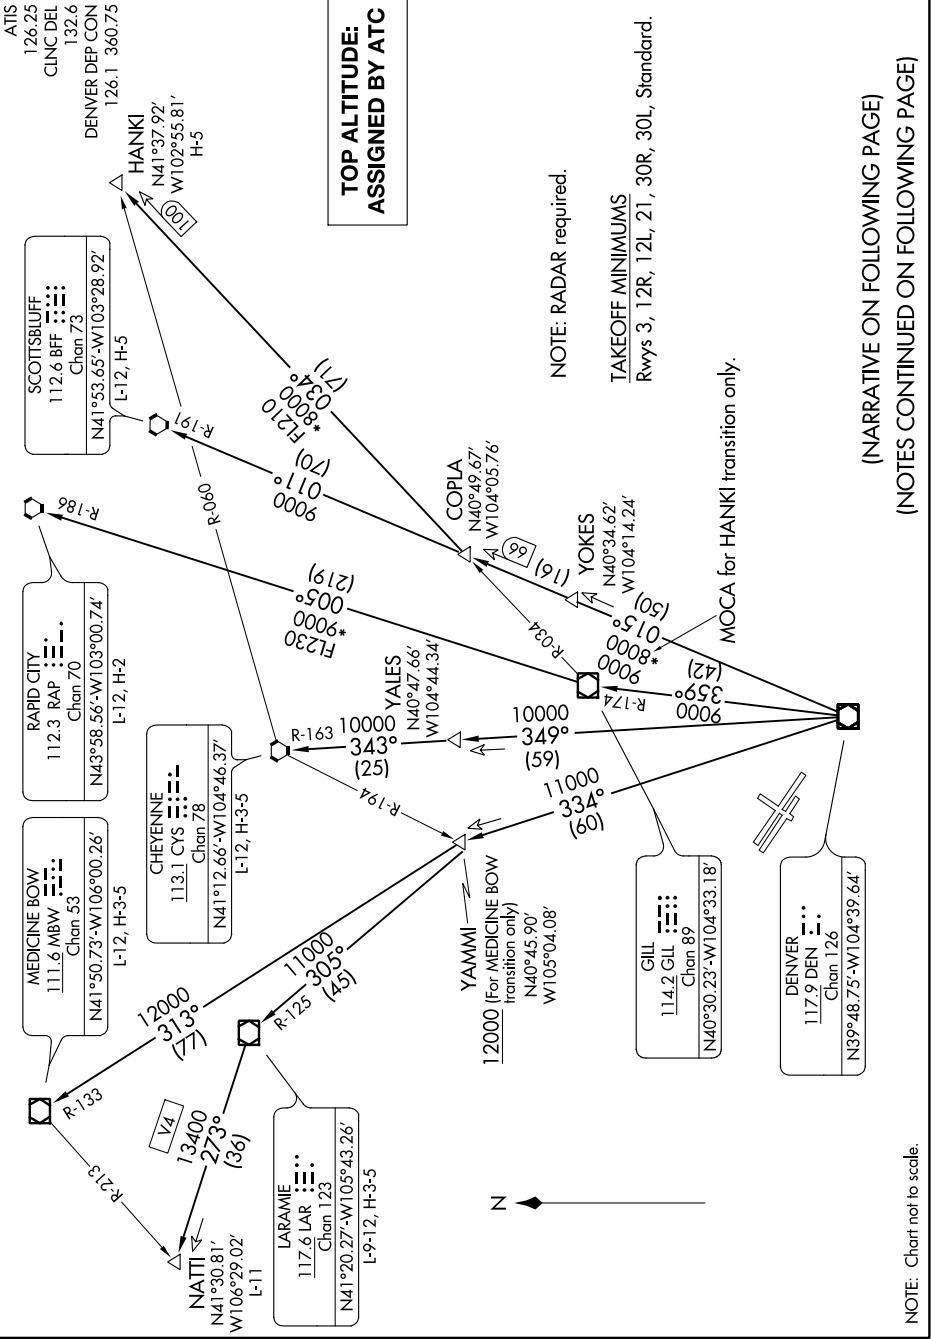 ATIS
126.25
CLNC DEL
132.6
DENVER DEP CON
126.1 360.75
TOP ALTITUDE:
ASSIGNED BY ATC
HANKI
N41°37.92'
W102°55.81'
H-5
100
SCOTTSBLUFF
112.6 BFF
Chan 73
N41°53.65'-W103°28.92'
L-12, H-5
R-191
R-060
FL210
*8000
034°
(71)
9000
011°
(70)
RAPID CITY
112.3 RAP
Chan 70
N43°58.56'-W103°00.74'
L-12, H-2
R-186
FL230
*9000
005°
(219)
COPLA
N40°49.67'
W104°05.76'
66
(16)
R-034
YOKES
N40°34.62'
W104°14.24'
9000
*8000
015°
(50)
MOCA for HANKI transition only.
NOTE: RADAR required.
TAKEOFF MINIMUMS
Rwys 3, 12R, 12L, 21, 30R, 30L, Standard.
MEDICINE BOW
111.6 MBW
Chan 53
N41°50.73'-W106°00.26'
L-12, H-3-5
R-133
R-213
CHEYENNE
113.1 CYS
Chan 78
N41°12.66'-W104°46.37'
L-12, H-3-5
R-163
R-194
10000
343°
(25)
YALES
N40°47.66'
W104°44.34'
10000
349°
(59)
R-174
9000
359°
(42)
11000
334°
(60)
12000
313°
(77)
11000
305°
(45)
R-125
YAMMI
12000 (For MEDICINE BOW
transition only)
N40°45.90'
W105°04.08'
V4
13400
273°
(36)
NATTI
N41°30.81'
W106°29.02'
L-11
LARAMIE
117.6 LAR
Chan 123
N41°20.27'-W105°43.26'
L-9-12, H-3-5
GILL
114.2 GLL
Chan 89
N40°30.23'-W104°33.18'
DENVER
117.9 DEN
Chan 126
N39°48.75'-W104°39.64'
N
(NARRATIVE ON FOLLOWING PAGE)
(NOTES CONTINUED ON FOLLOWING PAGE)
NOTE: Chart not to scale.